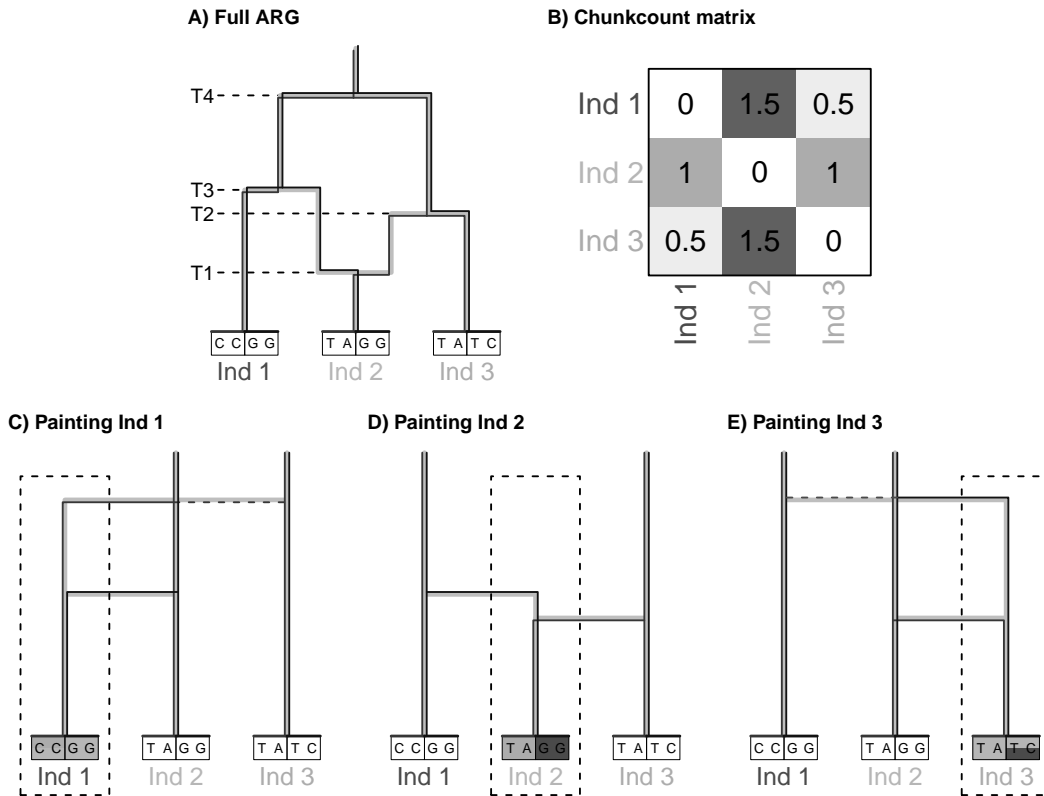 A) Full ARG
T4
T3
T2
T1
C C G G
T A G G
T A T C
Ind 1
Ind 2
Ind 3
B) Chunkcount matrix
Ind 1 0 1.5 0.5
Ind 2 1 0 1
Ind 3 0.5 1.5 0
Ind 1
Ind 2
Ind 3
C) Painting Ind 1
C C G G
T A G G
T A T C
Ind 1
Ind 2
Ind 3
D) Painting Ind 2
C C G G
T A G G
T A T C
Ind 1
Ind 2
Ind 3
E) Painting Ind 3
C C G G
T A G G
T A T C
Ind 1
Ind 2
Ind 3